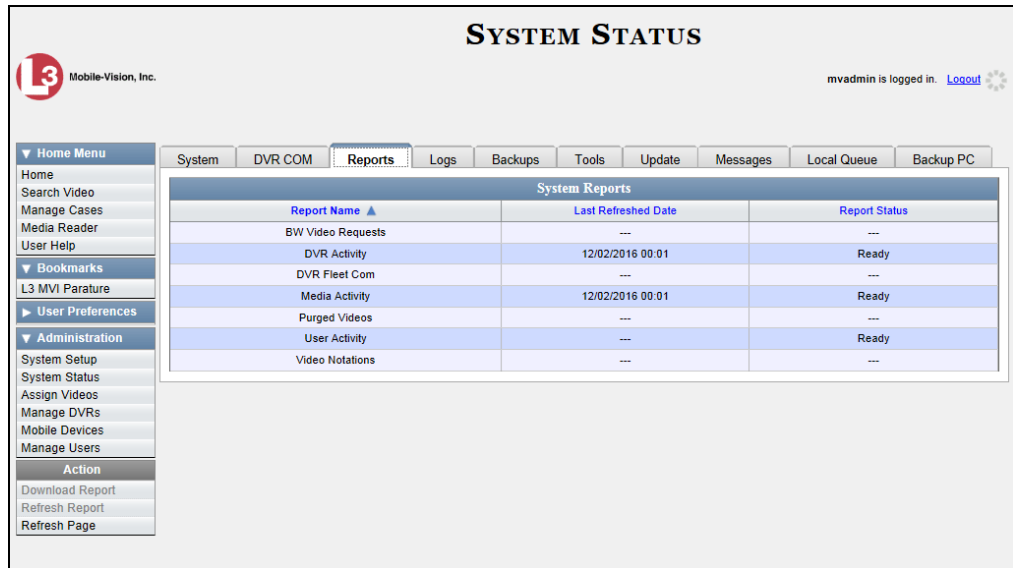 SYSTEM STATUS
L3 Mobile-Vision, Inc.
mvadmin is logged in. Logout
▼ Home Menu
Home
Search Video
Manage Cases
Media Reader
User Help
▼ Bookmarks
L3 MVI Parature
▶ User Preferences
▼ Administration
System Setup
System Status
Assign Videos
Manage DVRs
Mobile Devices
Manage Users
Action
Download Report
Refresh Report
Refresh Page
System DVR COM Reports Logs Backups Tools Update Messages Local Queue Backup PC
System Reports
Report Name ▲ Last Refreshed Date Report Status
BW Video Requests --- ---
DVR Activity 12/02/2016 00:01 Ready
DVR Fleet Com --- ---
Media Activity 12/02/2016 00:01 Ready
Purged Videos --- ---
User Activity --- Ready
Video Notations --- ---